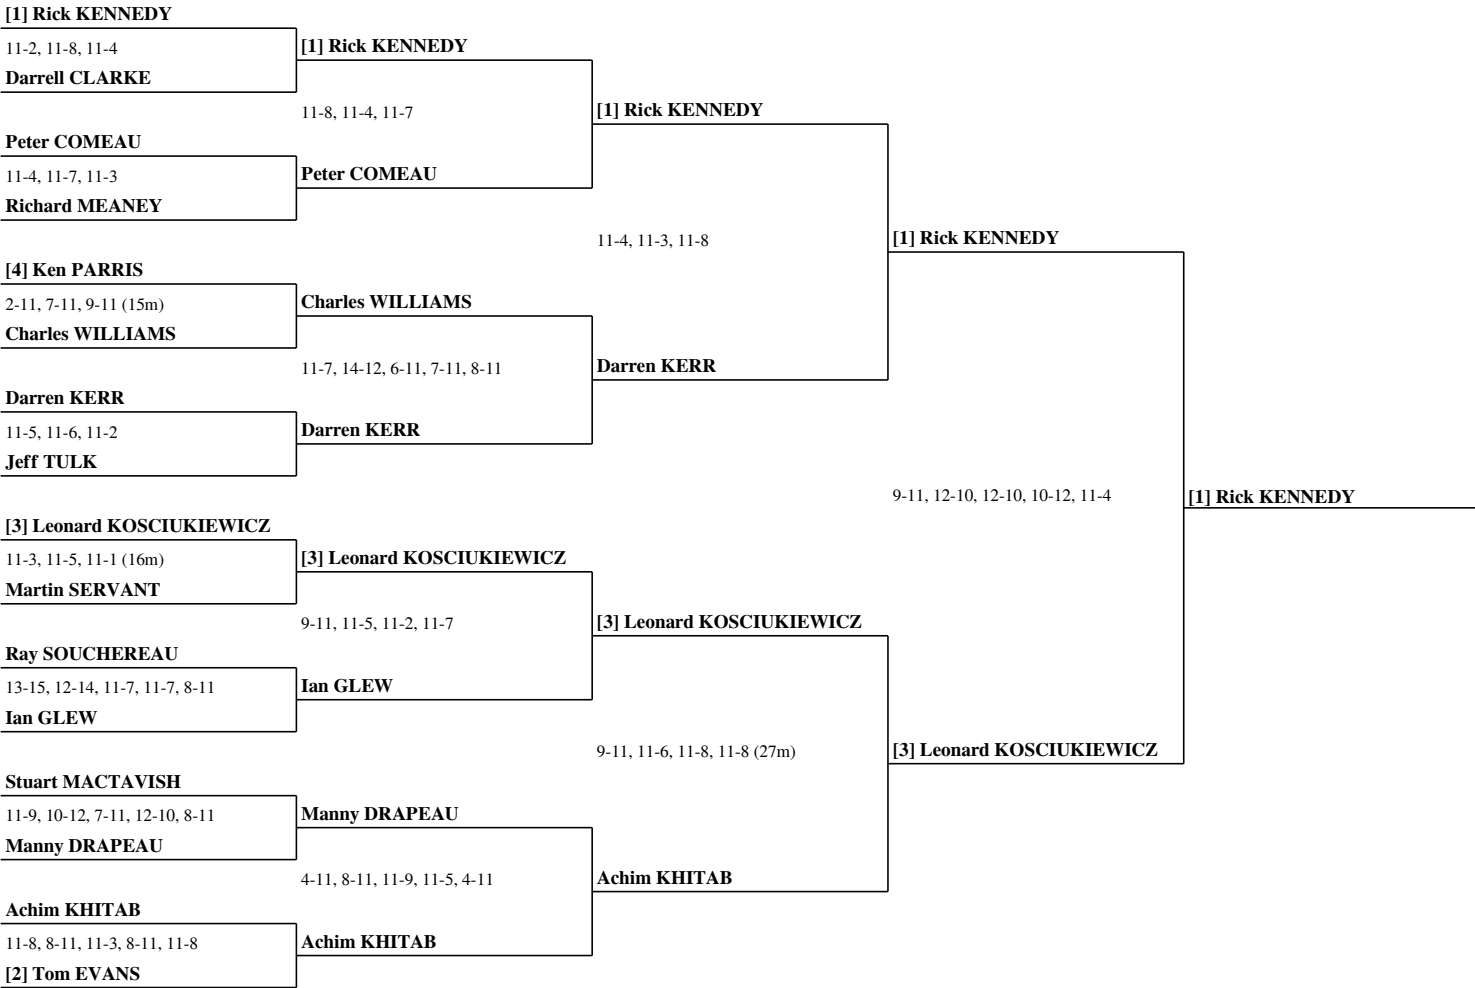 [1] Rick KENNEDY
11-2, 11-8, 11-4
[1] Rick KENNEDY
Darrell CLARKE
11-8, 11-4, 11-7
[1] Rick KENNEDY
Peter COMEAU
11-4, 11-7, 11-3
Peter COMEAU
Richard MEANEY
11-4, 11-3, 11-8
[1] Rick KENNEDY
[4] Ken PARRIS
2-11, 7-11, 9-11 (15m)
Charles WILLIAMS
Charles WILLIAMS
11-7, 14-12, 6-11, 7-11, 8-11
Darren KERR
Darren KERR
11-5, 11-6, 11-2
Darren KERR
Jeff TULK
9-11, 12-10, 12-10, 10-12, 11-4
[1] Rick KENNEDY
[3] Leonard KOSCIUKIEWICZ
11-3, 11-5, 11-1 (16m)
[3] Leonard KOSCIUKIEWICZ
Martin SERVANT
9-11, 11-5, 11-2, 11-7
[3] Leonard KOSCIUKIEWICZ
Ray SOUCHEREAU
13-15, 12-14, 11-7, 11-7, 8-11
Ian GLEW
Ian GLEW
9-11, 11-6, 11-8, 11-8 (27m)
[3] Leonard KOSCIUKIEWICZ
Stuart MACTAVISH
11-9, 10-12, 7-11, 12-10, 8-11
Manny DRAPEAU
Manny DRAPEAU
4-11, 8-11, 11-9, 11-5, 4-11
Achim KHITAB
Achim KHITAB
11-8, 8-11, 11-3, 8-11, 11-8
Achim KHITAB
[2] Tom EVANS